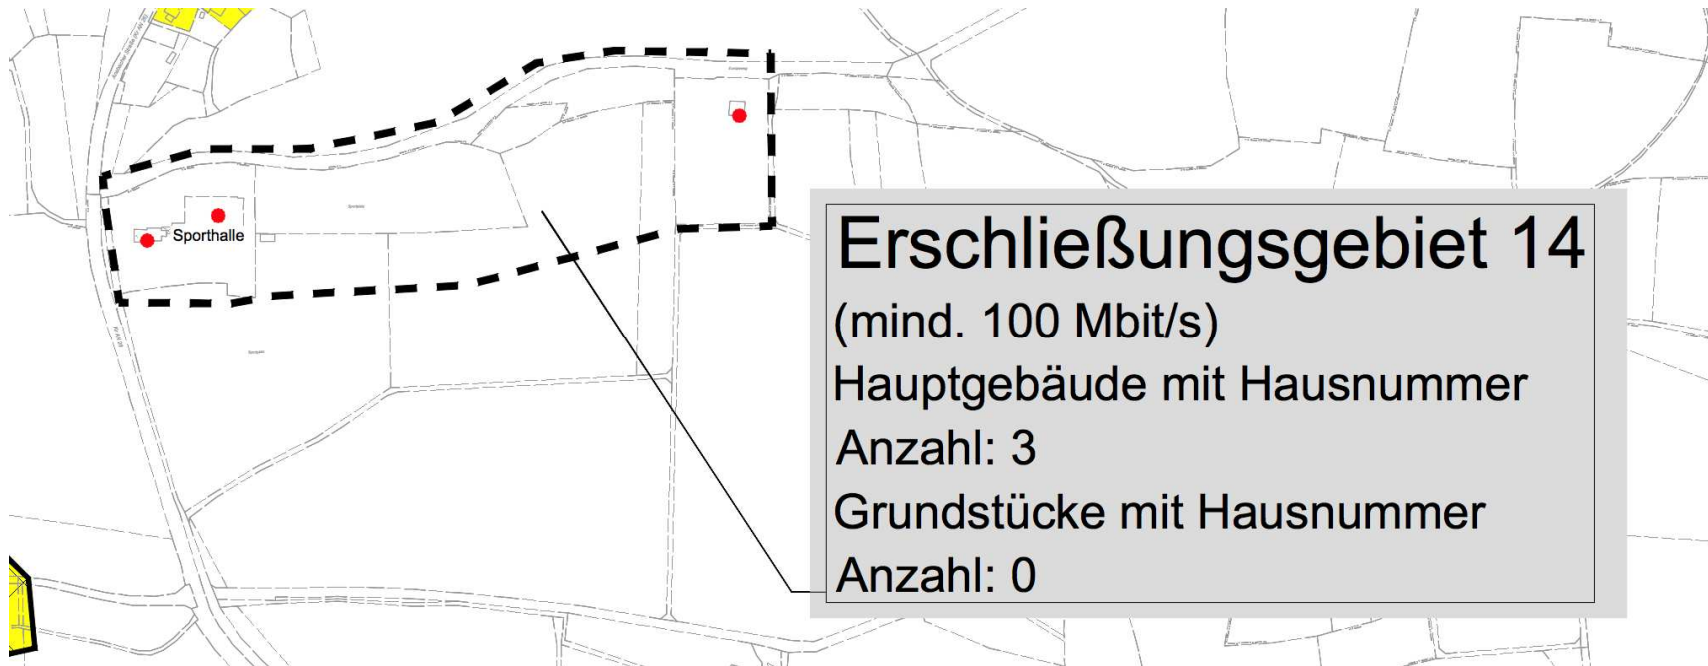 Sporthalle
Erschließungsgebiet 14
(mind. 100 Mbit/s)
Hauptgebäude mit Hausnummer
Anzahl: 3
Grundstücke mit Hausnummer
Anzahl: 0